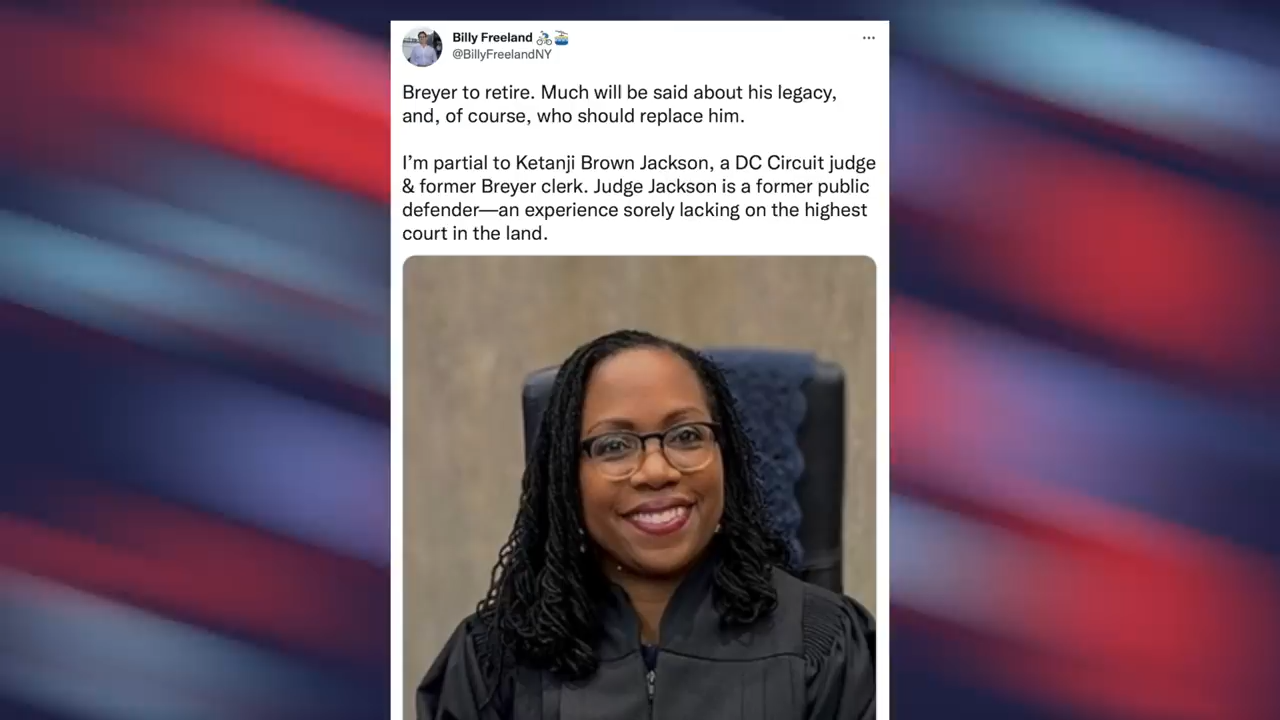 Billy Freeland 🚴🏻🚠
@BillyFreelandNY
Breyer to retire. Much will be said about his legacy,
and, of course, who should replace him.
I’m partial to Ketanji Brown Jackson, a DC Circuit judge
& former Breyer clerk. Judge Jackson is a former public
defender—an experience sorely lacking on the highest
court in the land.